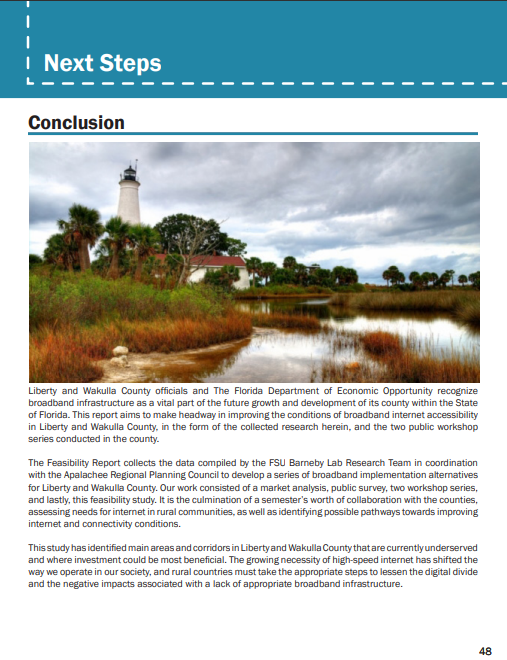 Next Steps
Conclusion
Liberty and Wakulla County officials and The Florida Department of Economic Opportunity recognize
broadband infrastructure as a vital part of the future growth and development of its county within the State
of Florida. This report aims to make headway in improving the conditions of broadband internet accessibility
in Liberty and Wakulla County, in the form of the collected research herein, and the two public workshop
series conducted in the county.
The Feasibility Report collects the data compiled by the FSU Barneby Lab Research Team in coordination
with the Apalachee Regional Planning Council to develop a series of broadband implementation alternatives
for Liberty and Wakulla County. Our work consisted of a market analysis, public survey, two workshop series,
and lastly, this feasibility study. It is the culmination of a semester's worth of collaboration with the counties,
assessing needs for internet in rural communities, as well as identifying possible pathways towards improving
internet and connectivity conditions.
This study has identified main areas and corridors in Liberty and Wakulla County that are currently underserved
and where investment could be most beneficial. The growing necessity of high-speed internet has shifted the
way we operate in our society, and rural countries must take the appropriate steps to lessen the digital divide
and the negative impacts associated with a lack of appropriate broadband infrastructure.
48